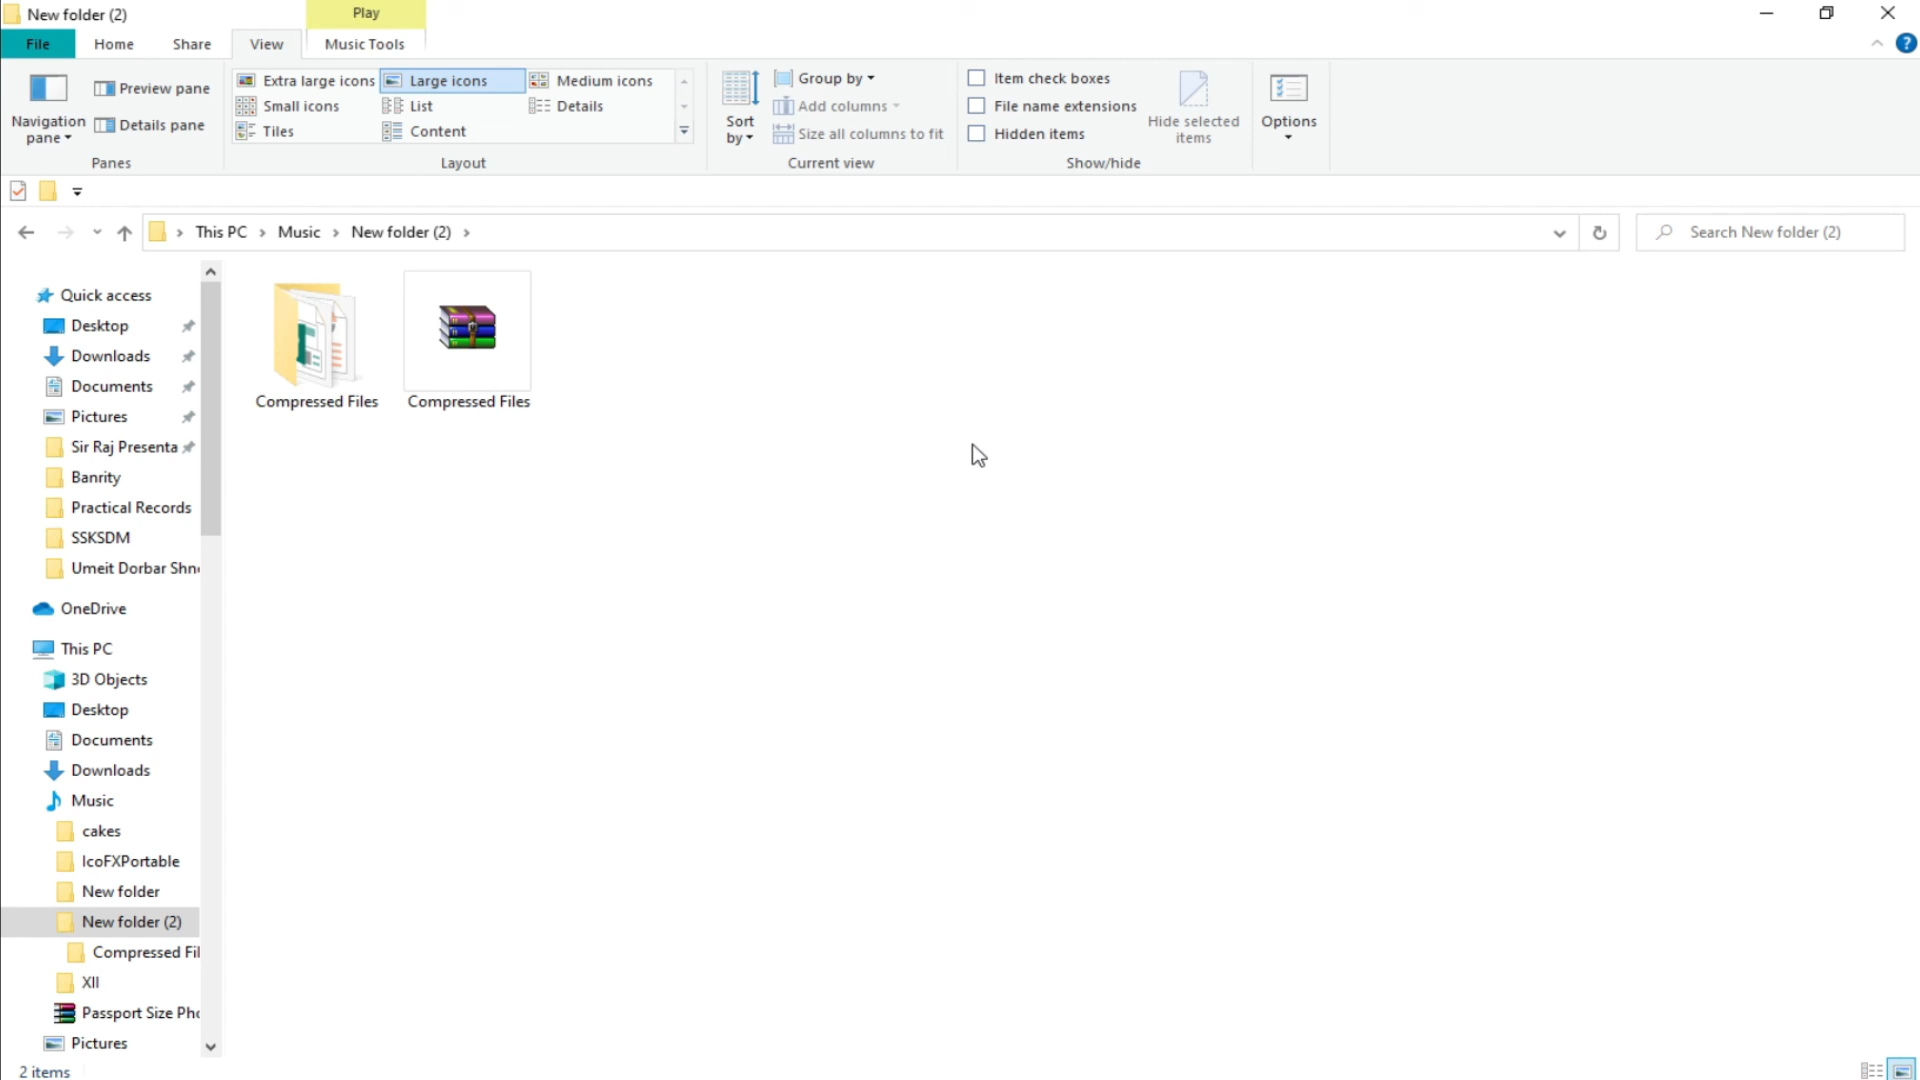 New folder (2)
Play
File
Home
Share
View
Music Tools
Navigation pane
Preview pane
Details pane
Panes
Extra large icons
Large icons
Medium icons
Small icons
List
Details
Tiles
Content
Layout
Sort by
Group by
Add columns
Size all columns to fit
Current view
Item check boxes
File name extensions
Hidden items
Hide selected items
Show/hide
Options
?
This PC > Music > New folder (2) >
Search New folder (2)
Quick access
Desktop
Downloads
Documents
Pictures
Sir Raj Presenta
Banrity
Practical Records
SSKSDM
Umeit Dorbar Shn
OneDrive
This PC
3D Objects
Desktop
Documents
Downloads
Music
cakes
IcoFXPortable
New folder
New folder (2)
Compressed Fil
XII
Passport Size Pho
Pictures
Compressed Files
Compressed Files
2 items